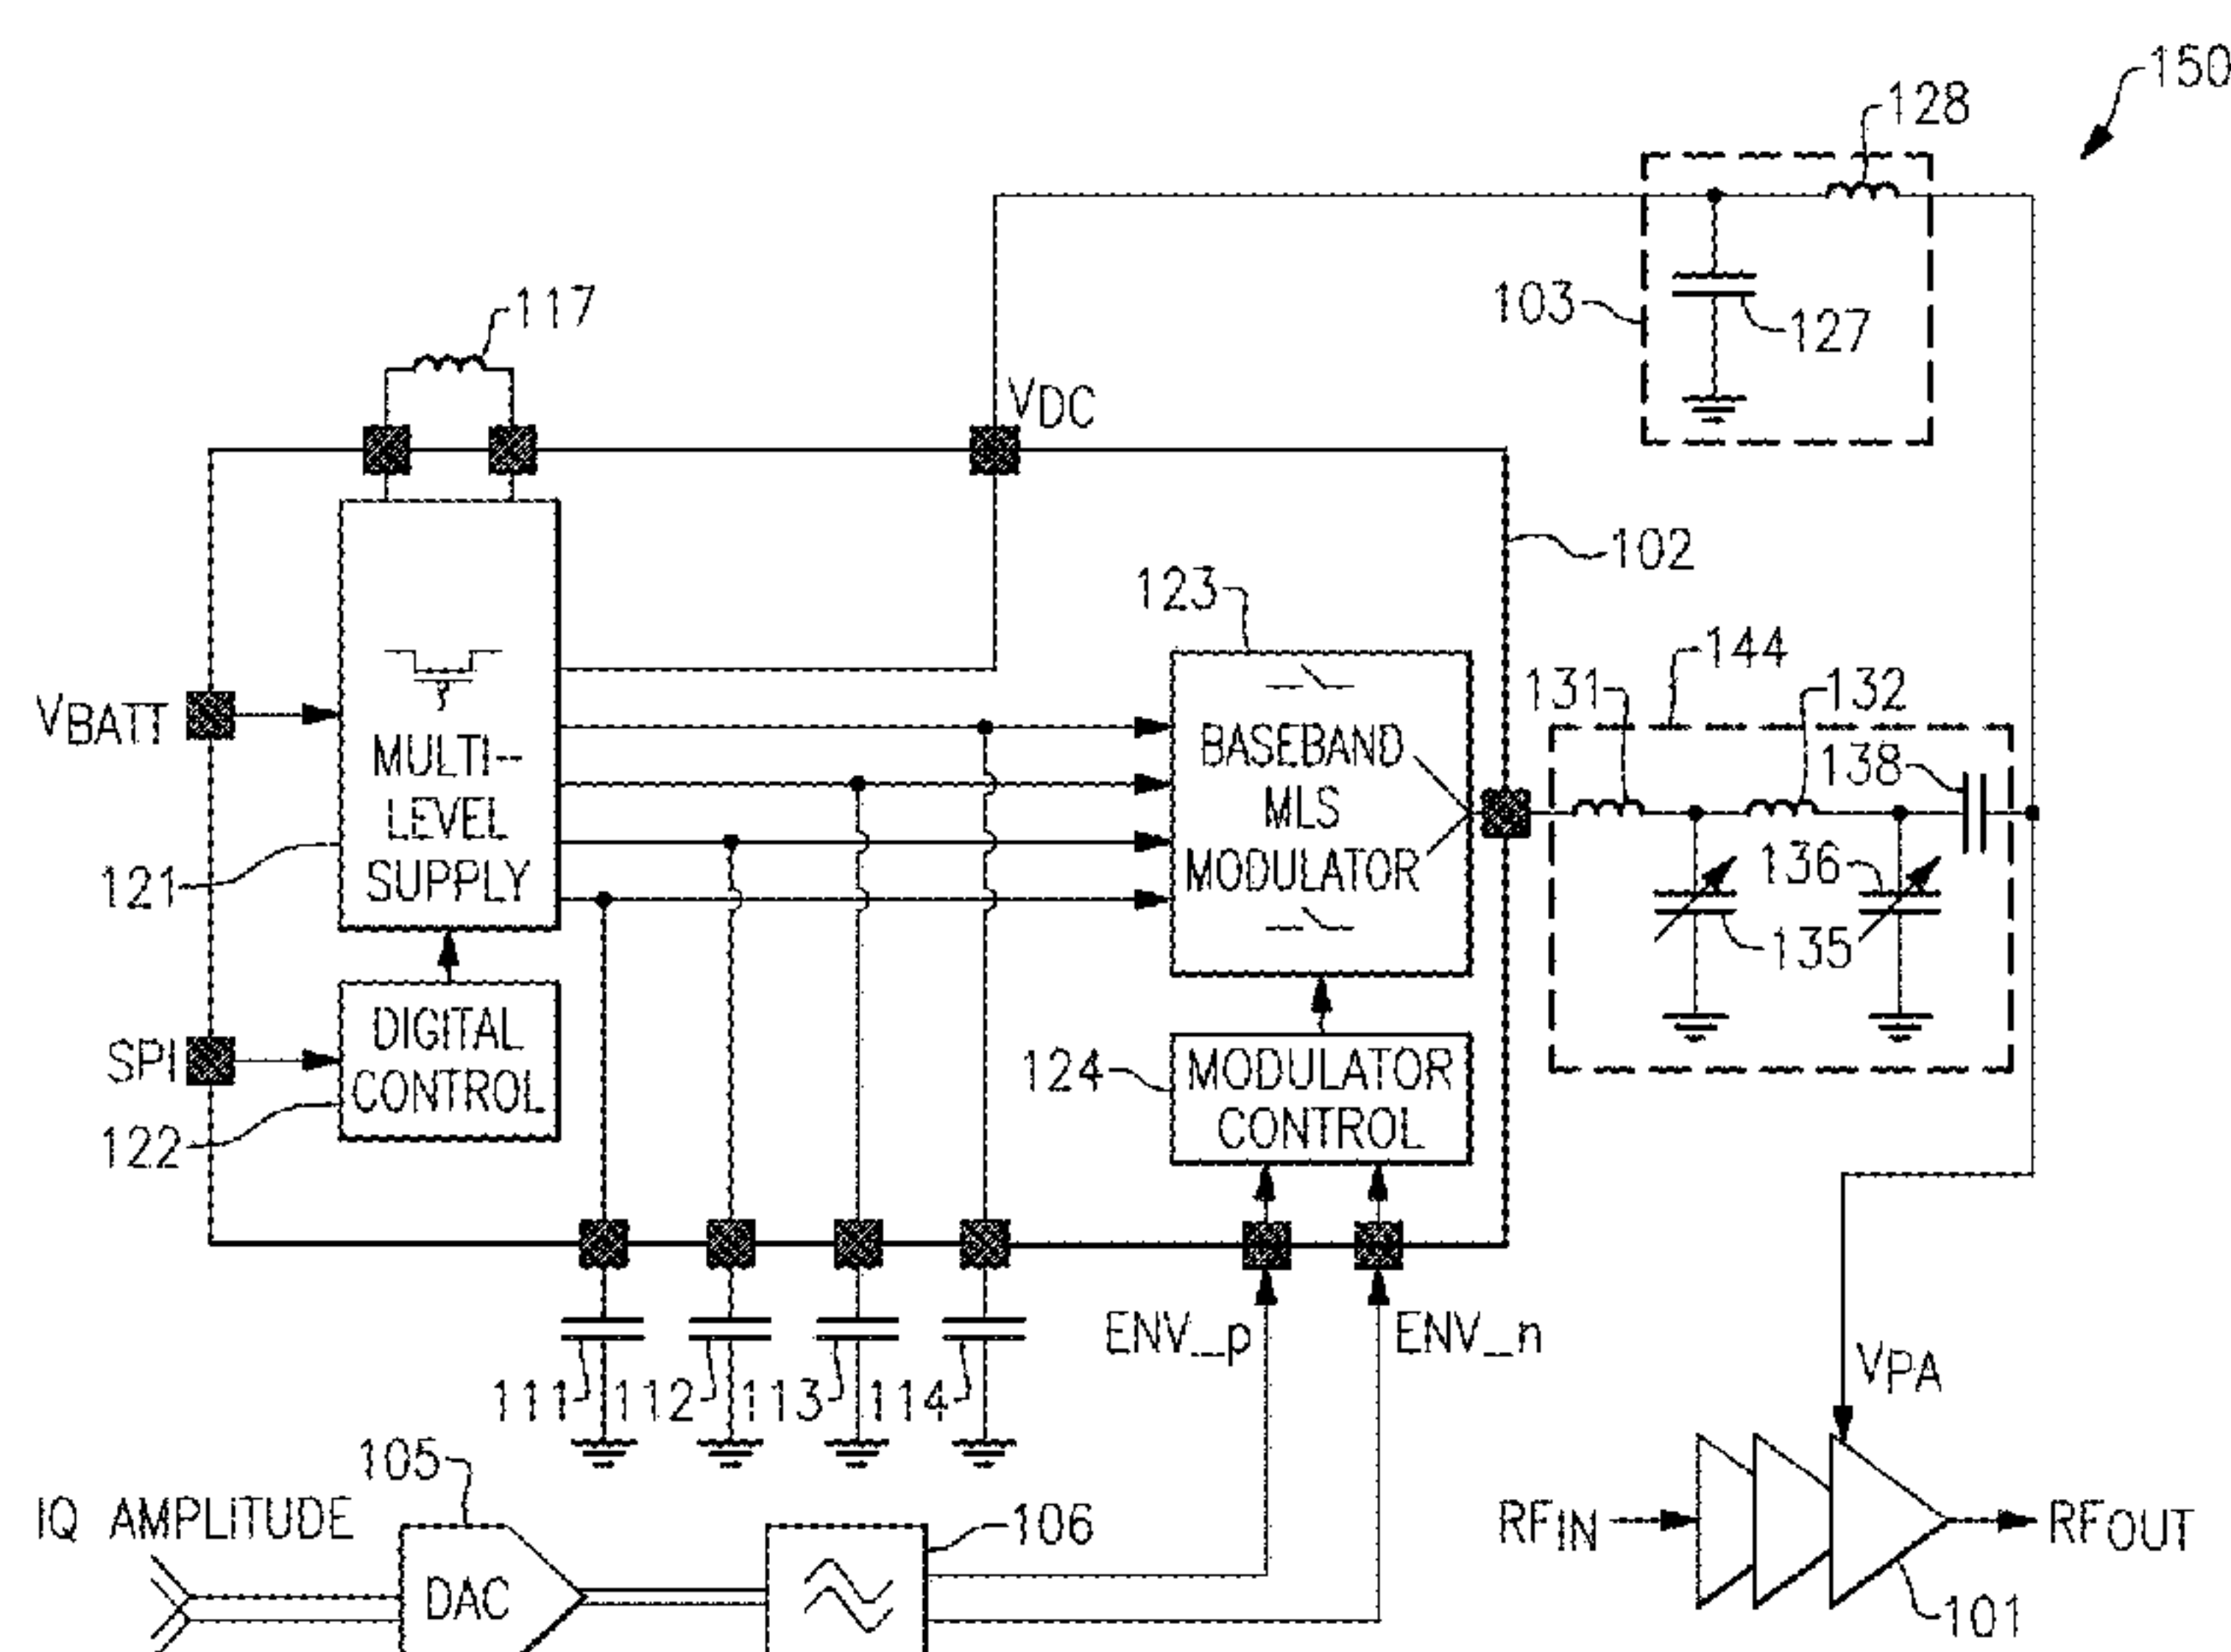 150
128
103
127
117
VDC
102
123
144
131
132
138
VBATT
MULTI-
LEVEL
SUPPLY
BASEBAND
MLS
MODULATOR
136
135
121
SPI
DIGITAL
CONTROL
122
124
MODULATOR
CONTROL
ENV_p
ENV_n
111
112
113
114
VPA
105
IQ AMPLITUDE
DAC
106
RFIN
RFOUT
101